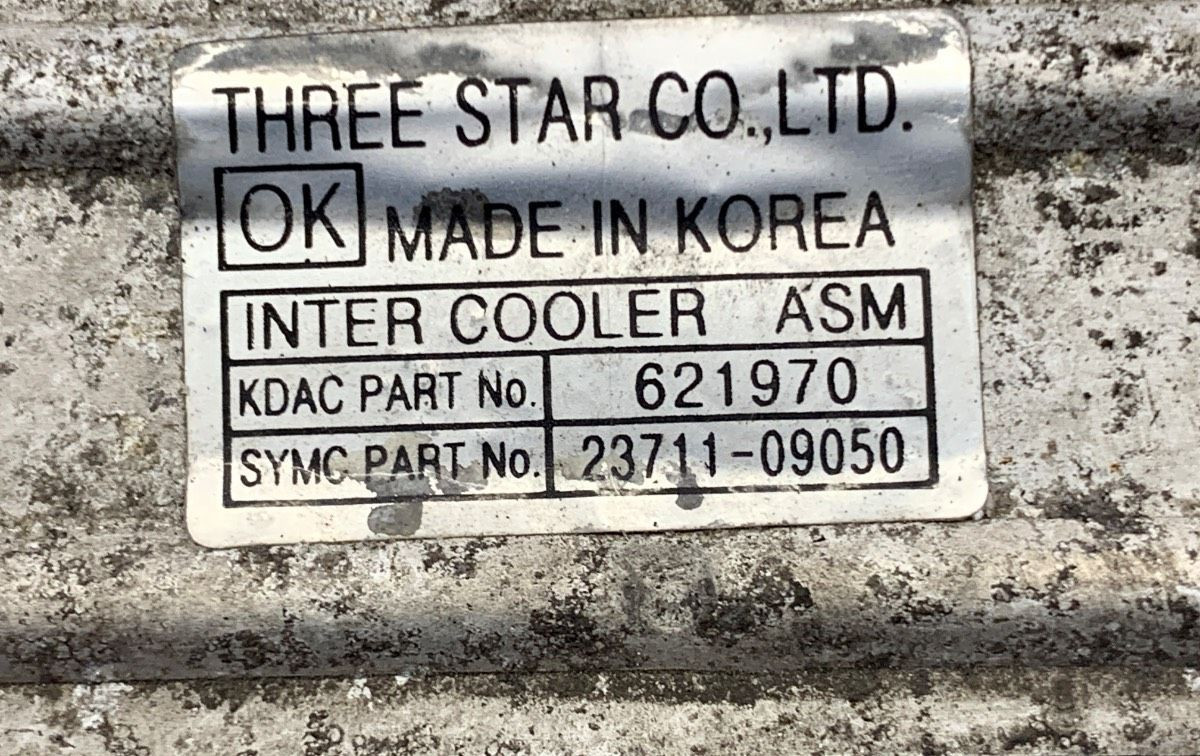 THREE STAR CO.,LTD.
OK MADE IN KOREA
INTER COOLER ASM
KDAC PART No. 621970
SYMC PART No. 23711-09050